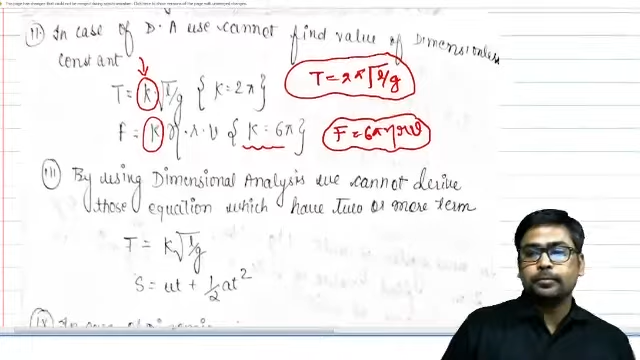 (ii) In case of D.A we cannot find value of Dimensionless
constant
T = k √l/g { k = 2π }
T = 2π √l/g
F = k η . r . v { k = 6π }
F = 6πηrv
(iii) By using Dimensional Analysis we cannot derive
those equation which have two or more term
T = k √l/g
S = ut + 1/2 at²